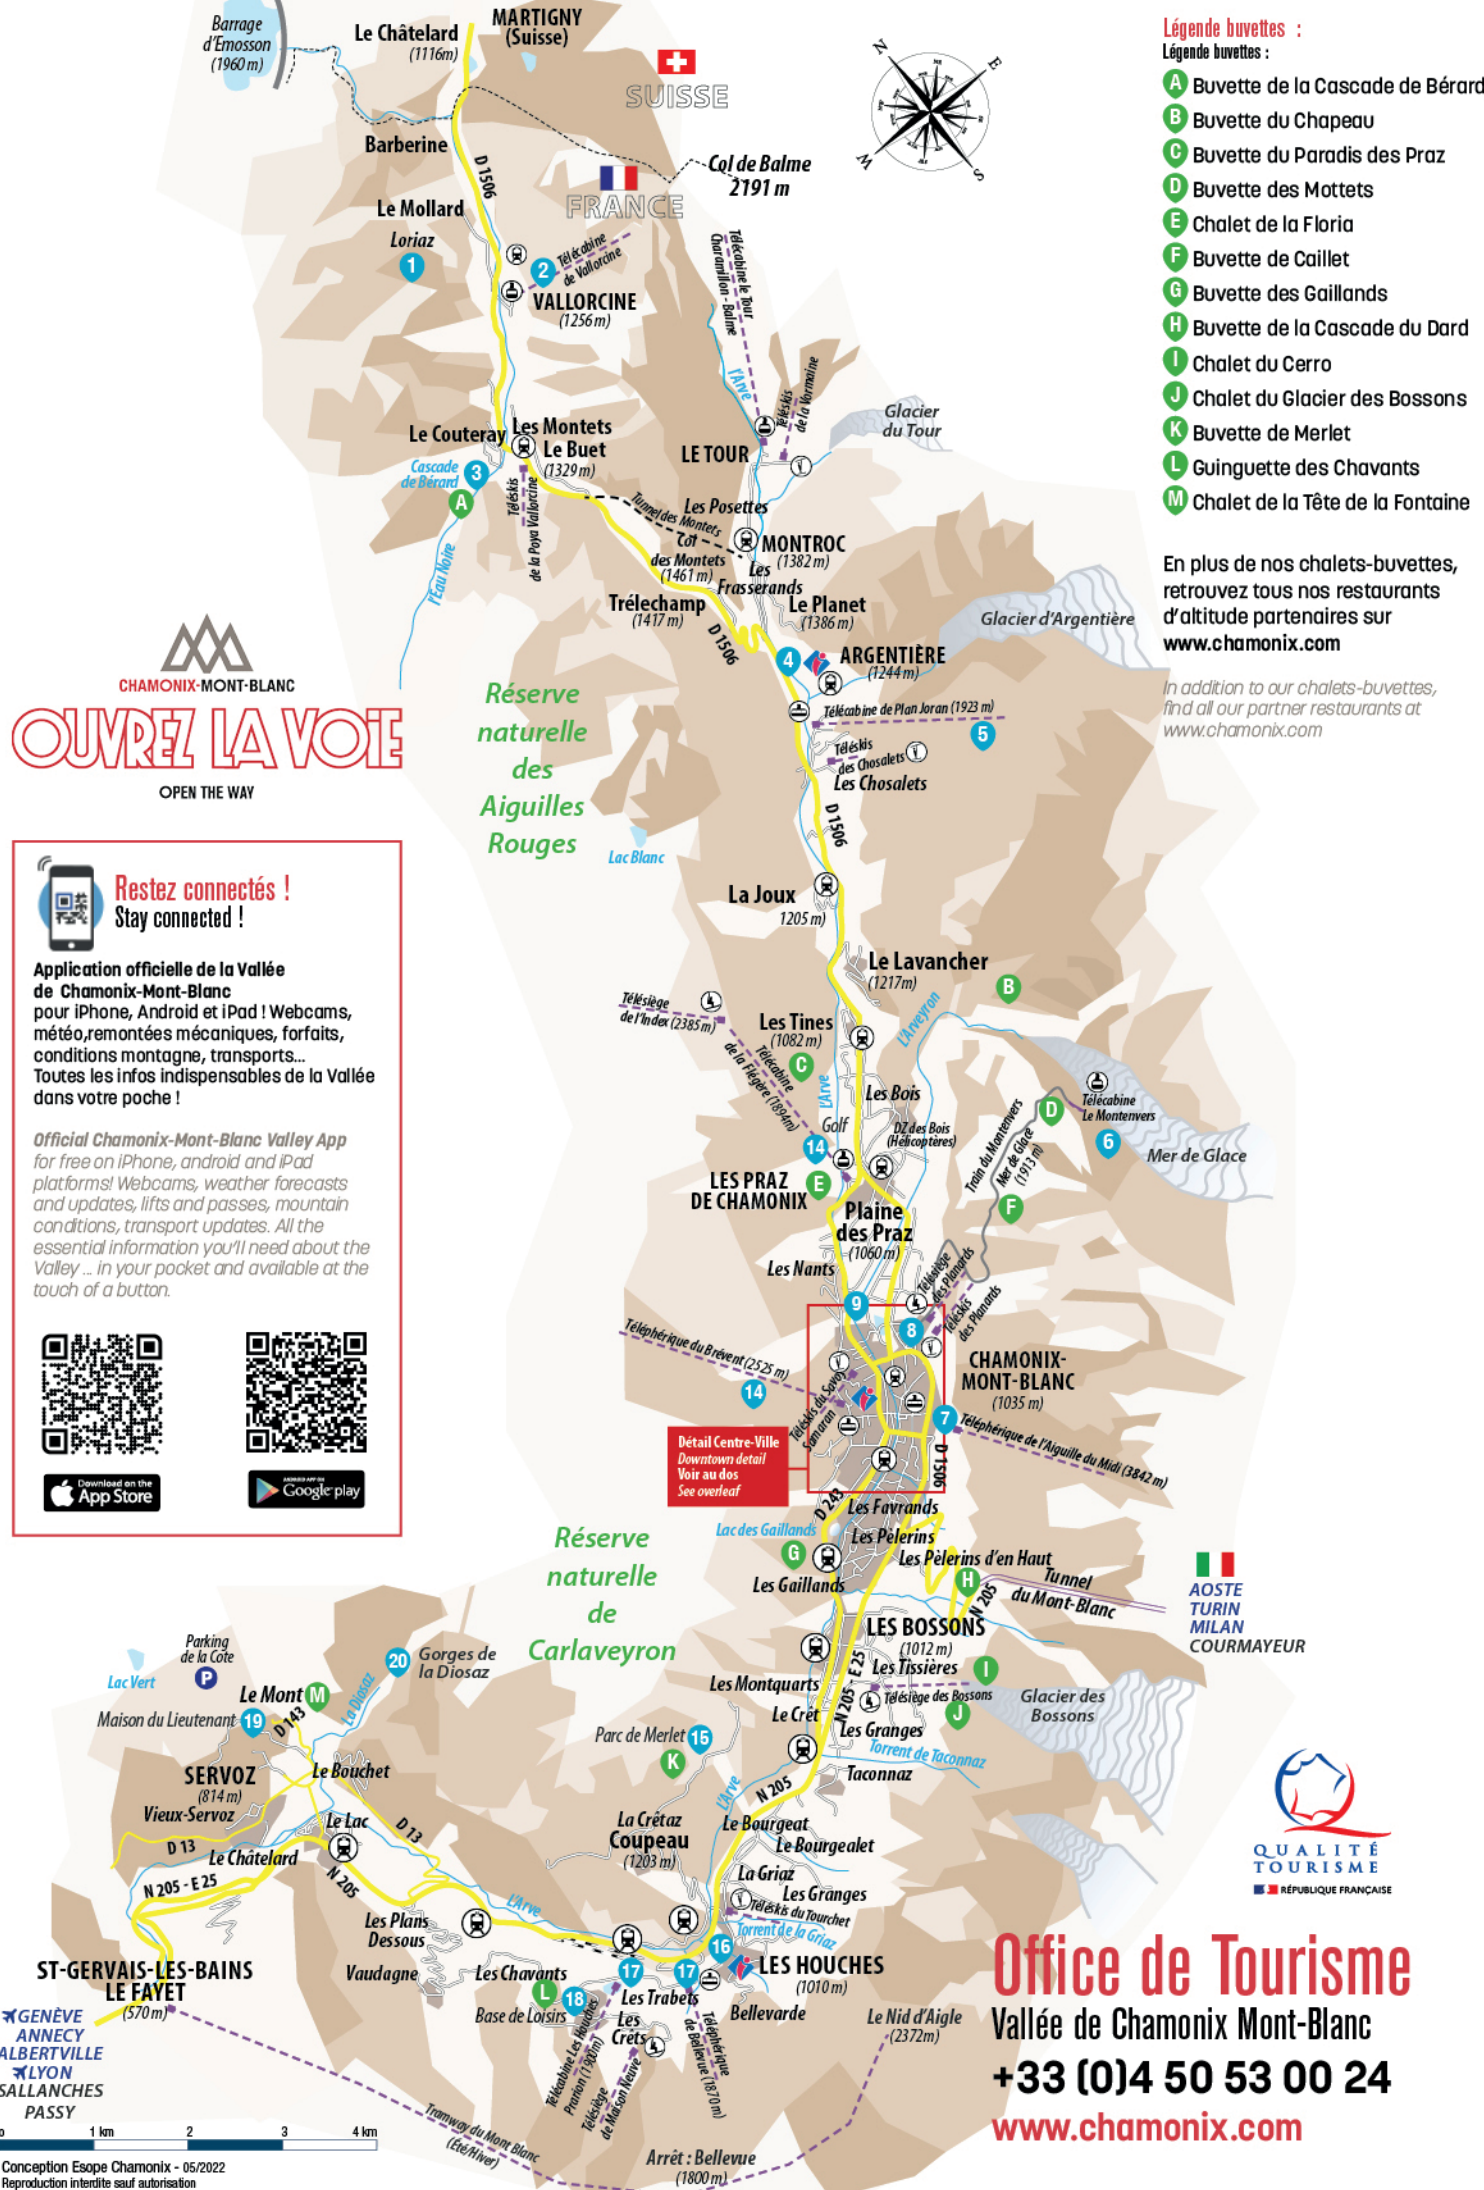 Barrage
d'Emosson
(1960 m)
Le Châtelard
(1116m)
MARTIGNY
(Suisse)
SUISSE
Barberine
D 1506
FRANCE
Col de Balme
2191 m
N
E
W
S
Le Mollard
Loriaz
1
2
Télécabine
de Vallorcine
VALLORCINE
(1256 m)
Télécabine le Tour
Charamillon - Balme
l'Arve
Téléskis
de la Vormaine
Glacier
du Tour
Le Couteray
Les Montets
Le Buet
(1329 m)
LE TOUR
Cascade
de Bérard
3
A
Téléskis
de la Poya Vallorcine
l'Eau Noire
Tunnel des Montets
Les Posettes
Col
des Montets
(1461 m)
MONTROC
(1382 m)
Les
Frasserands
Trélechamp
(1417 m)
Le Planet
(1386 m)
D 1506
Glacier d'Argentière
4
ARGENTIÈRE
(1244 m)
Télécabine de Plan Joran (1923 m)
5
Téléskis
des Chosalets
Les Chosalets
D 1506
Réserve
naturelle
des
Aiguilles
Rouges
Lac Blanc
La Joux
1205 m)
Le Lavancher
(1217m)
B
Télésiège
de l'Index (2385 m)
Les Tines
(1082 m)
C
Télécabine
de la Flégère (1894m)
L'Arveyron
L'Arve
Les Bois
Golf
DZ des Bois
(Hélicoptères)
14
Train du Montenvers
Mer de Glace
(1913 m)
D
Télécabine
Le Montenvers
6
Mer de Glace
LES PRAZ
DE CHAMONIX
E
F
Plaine
des Praz
(1060 m)
Les Nants
Télésiège
des Planards
Téléskis
des Planards
9
8
Téléphérique du Brévent (2525 m)
14
Téléskis du Savoy
CHAMONIX-
MONT-BLANC
(1035 m)
7
Téléphérique de l'Aiguille du Midi (3842 m)
D 1506
Détail Centre-Ville
Downtown detail
Voir au dos
See overleaf
D 243
Les Favrands
Lac des Gaillands
Les Pèlerins
G
Les Pèlerins d'en Haut
Les Gaillands
H
Tunnel
du Mont-Blanc
N 205
AOSTE
TURIN
MILAN
COURMAYEUR
Réserve
naturelle
de
Carlaveyron
LES BOSSONS
(1012 m)
Les Tissières
I
N 205 - E 25
Les Montquarts
Télésiège des Bossons
J
Le Crêt
Les Granges
Glacier des
Bossons
Torrent de Taconnaz
Taconnaz
Parc de Merlet
15
K
L'Arve
N 205
Parking
de la Côte
P
Lac Vert
20
Gorges de
la Diosaz
La Diosaz
Le Mont
M
Maison du Lieutenant
19
D 143
SERVOZ
(814 m)
Le Bouchet
Vieux-Servoz
Le Lac
D 13
D 13
Le Châtelard
N 205 - E 25
N 205
La Crêtaz
Coupeau
(1203 m)
Le Bourgeat
Le Bourgealet
La Griaz
Les Granges
Téléskis du Tourchet
Torrent de la Griaz
L'Arve
Les Plans
Dessous
16
LES HOUCHES
(1010 m)
ST-GERVAIS-LES-BAINS
LE FAYET
(570 m)
Vaudagne
Les Chavants
17
17
L
18
Base de Loisirs
Les Trabets
Bellevarde
Les
Crêts
Télécabine Les Houches
Prarion (1900m)
Télésiège
de Maison Neuve
Téléphérique
de Bellevue (1870 m)
Le Nid d'Aigle
(2372m)
GENÈVE
ANNECY
ALBERTVILLE
LYON
SALLANCHES
PASSY
Tramway du Mont Blanc
(Été/Hiver)
Arrêt : Bellevue
(1800 m)
1 km
2
3
4 km
Conception Esope Chamonix - 05/2022
Reproduction interdite sauf autorisation
Légende buvettes :
Légende buvettes :
A Buvette de la Cascade de Bérard
B Buvette du Chapeau
C Buvette du Paradis des Praz
D Buvette des Mottets
E Chalet de la Floria
F Buvette de Caillet
G Buvette des Gaillands
H Buvette de la Cascade du Dard
I Chalet du Cerro
J Chalet du Glacier des Bossons
K Buvette de Merlet
L Guinguette des Chavants
M Chalet de la Tête de la Fontaine
En plus de nos chalets-buvettes,
retrouvez tous nos restaurants
d'altitude partenaires sur
www.chamonix.com
In addition to our chalets-buvettes,
find all our partner restaurants at
www.chamonix.com
CHAMONIX-MONT-BLANC
OUVREZ LA VOIE
OPEN THE WAY
Restez connectés !
Stay connected !
Application officielle de la Vallée
de Chamonix-Mont-Blanc
pour iPhone, Android et iPad ! Webcams,
météo,remontées mécaniques, forfaits,
conditions montagne, transports...
Toutes les infos indispensables de la Vallée
dans votre poche !
Official Chamonix-Mont-Blanc Valley App
for free on iPhone, android and iPad
platforms! Webcams, weather forecasts
and updates, lifts and passes, mountain
conditions, transport updates. All the
essential information you'll need about the
Valley ... in your pocket and available at the
touch of a button.
Download on the
App Store
ANDROID APP ON
Google play
QUALITÉ
TOURISME
RÉPUBLIQUE FRANÇAISE
Office de Tourisme
Vallée de Chamonix Mont-Blanc
+33 (0)4 50 53 00 24
www.chamonix.com